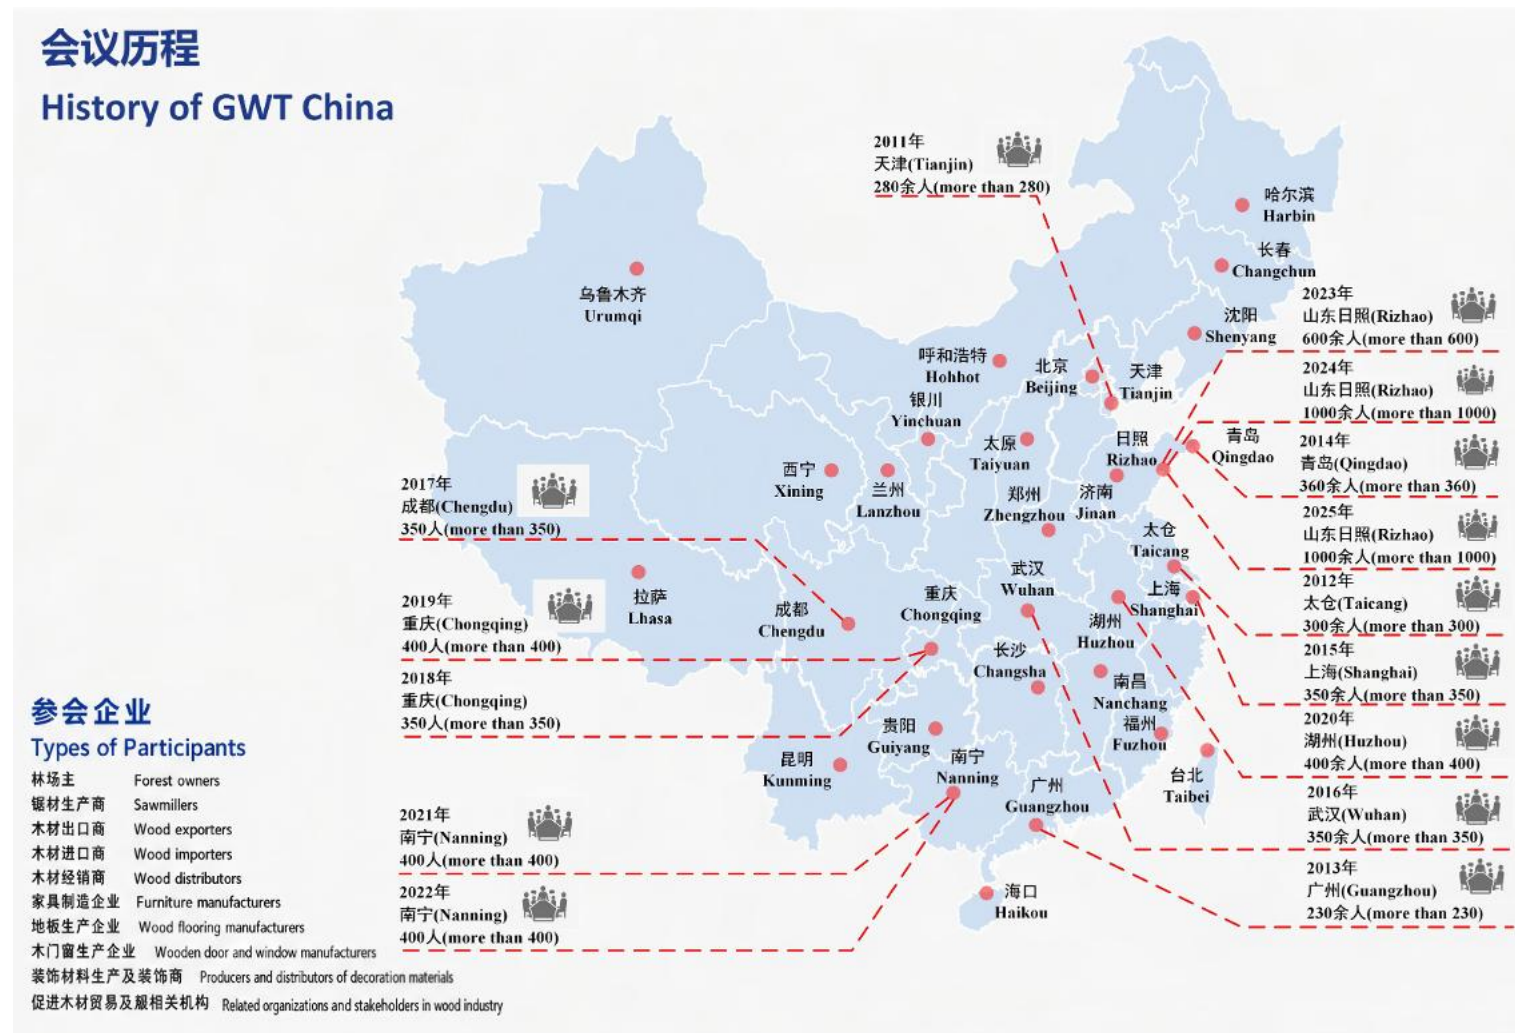 会议历程
History of GWT China
2011年
天津(Tianjin)
280余人(more than 280)
哈尔滨
Harbin
长春
Changchun
沈阳
Shenyang
乌鲁木齐
Urumqi
呼和浩特
Hohhot
北京
Beijing
天津
Tianjin
银川
Yinchuan
太原
Taiyuan
日照
Rizhao
青岛
Qingdao
西宁
Xining
兰州
Lanzhou
郑州
Zhengzhou
济南
Jinan
太仓
Taicang
武汉
Wuhan
上海
Shanghai
拉萨
Lhasa
成都
Chengdu
重庆
Chongqing
湖州
Huzhou
长沙
Changsha
南昌
Nanchang
贵阳
Guiyang
福州
Fuzhou
昆明
Kunming
南宁
Nanning
广州
Guangzhou
台北
Taibei
海口
Haikou
2023年
山东日照(Rizhao)
600余人(more than 600)
2024年
山东日照(Rizhao)
1000余人(more than 1000)
2014年
青岛(Qingdao)
360余人(more than 360)
2025年
山东日照(Rizhao)
1000余人(more than 1000)
2012年
太仓(Taicang)
300余人(more than 300)
2015年
上海(Shanghai)
350余人(more than 350)
2020年
湖州(Huzhou)
400余人(more than 400)
2016年
武汉(Wuhan)
350余人(more than 350)
2013年
广州(Guangzhou)
230余人(more than 230)
2017年
成都(Chengdu)
350人(more than 350)
2019年
重庆(Chongqing)
400人(more than 400)
2018年
重庆(Chongqing)
350人(more than 350)
2021年
南宁(Nanning)
400人(more than 400)
2022年
南宁(Nanning)
400人(more than 400)
参会企业
Types of Participants
林场主 Forest owners
锯材生产商 Sawmillers
木材出口商 Wood exporters
木材进口商 Wood importers
木材经销商 Wood distributors
家具制造企业 Furniture manufacturers
地板生产企业 Wood flooring manufacturers
木门窗生产企业 Wooden door and window manufacturers
装饰材料生产及装饰商 Producers and distributors of decoration materials
促进木材贸易及服相关机构 Related organizations and stakeholders in wood industry